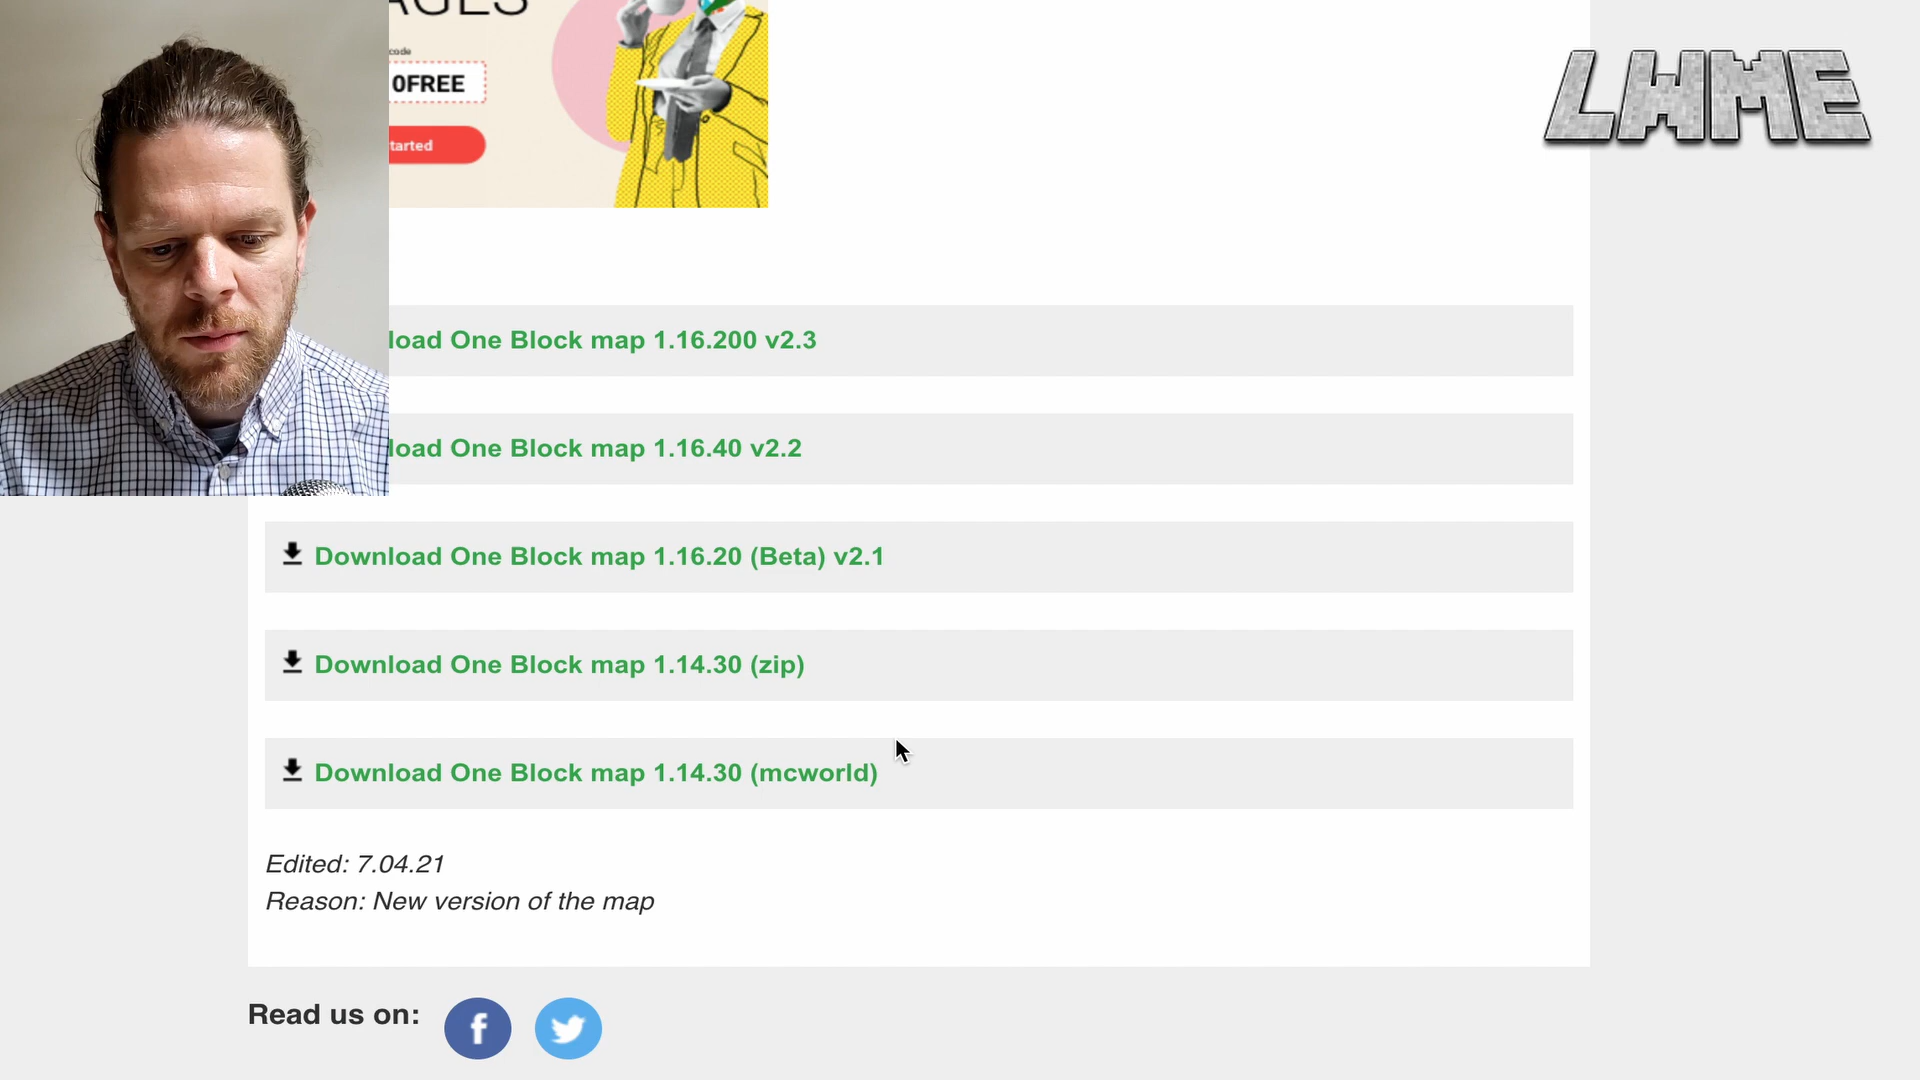 AGES
LWME
code
0FREE
tarted
load One Block map 1.16.200 v2.3
load One Block map 1.16.40 v2.2
Download One Block map 1.16.20 (Beta) v2.1
Download One Block map 1.14.30 (zip)
Download One Block map 1.14.30 (mcworld)
Edited: 7.04.21
Reason: New version of the map
Read us on: